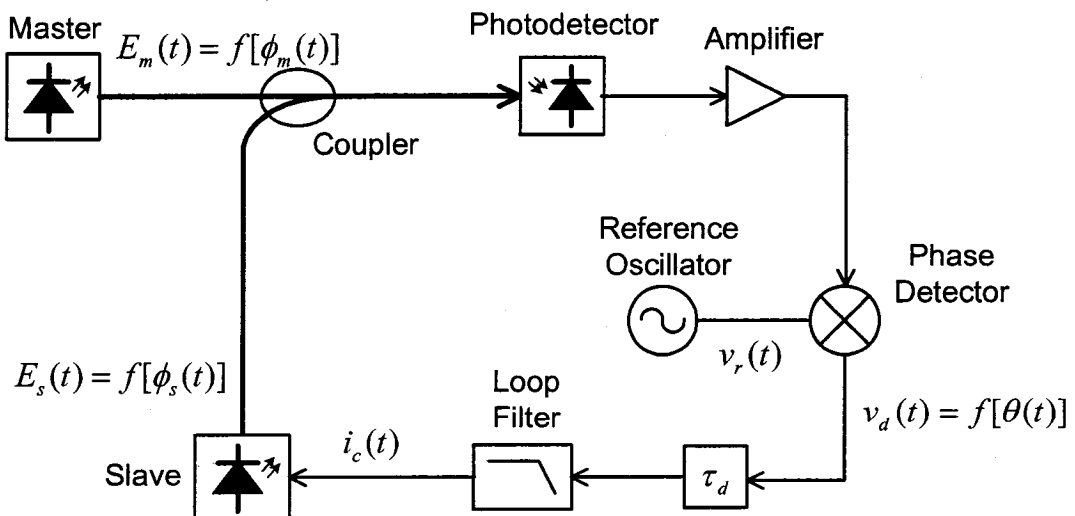 Master
E_m(t) = f[ϕ_m(t)]
Coupler
Photodetector
Amplifier
Reference
Oscillator
v_r(t)
Phase
Detector
v_d(t) = f[θ(t)]
τ_d
Loop
Filter
i_c(t)
E_s(t) = f[ϕ_s(t)]
Slave